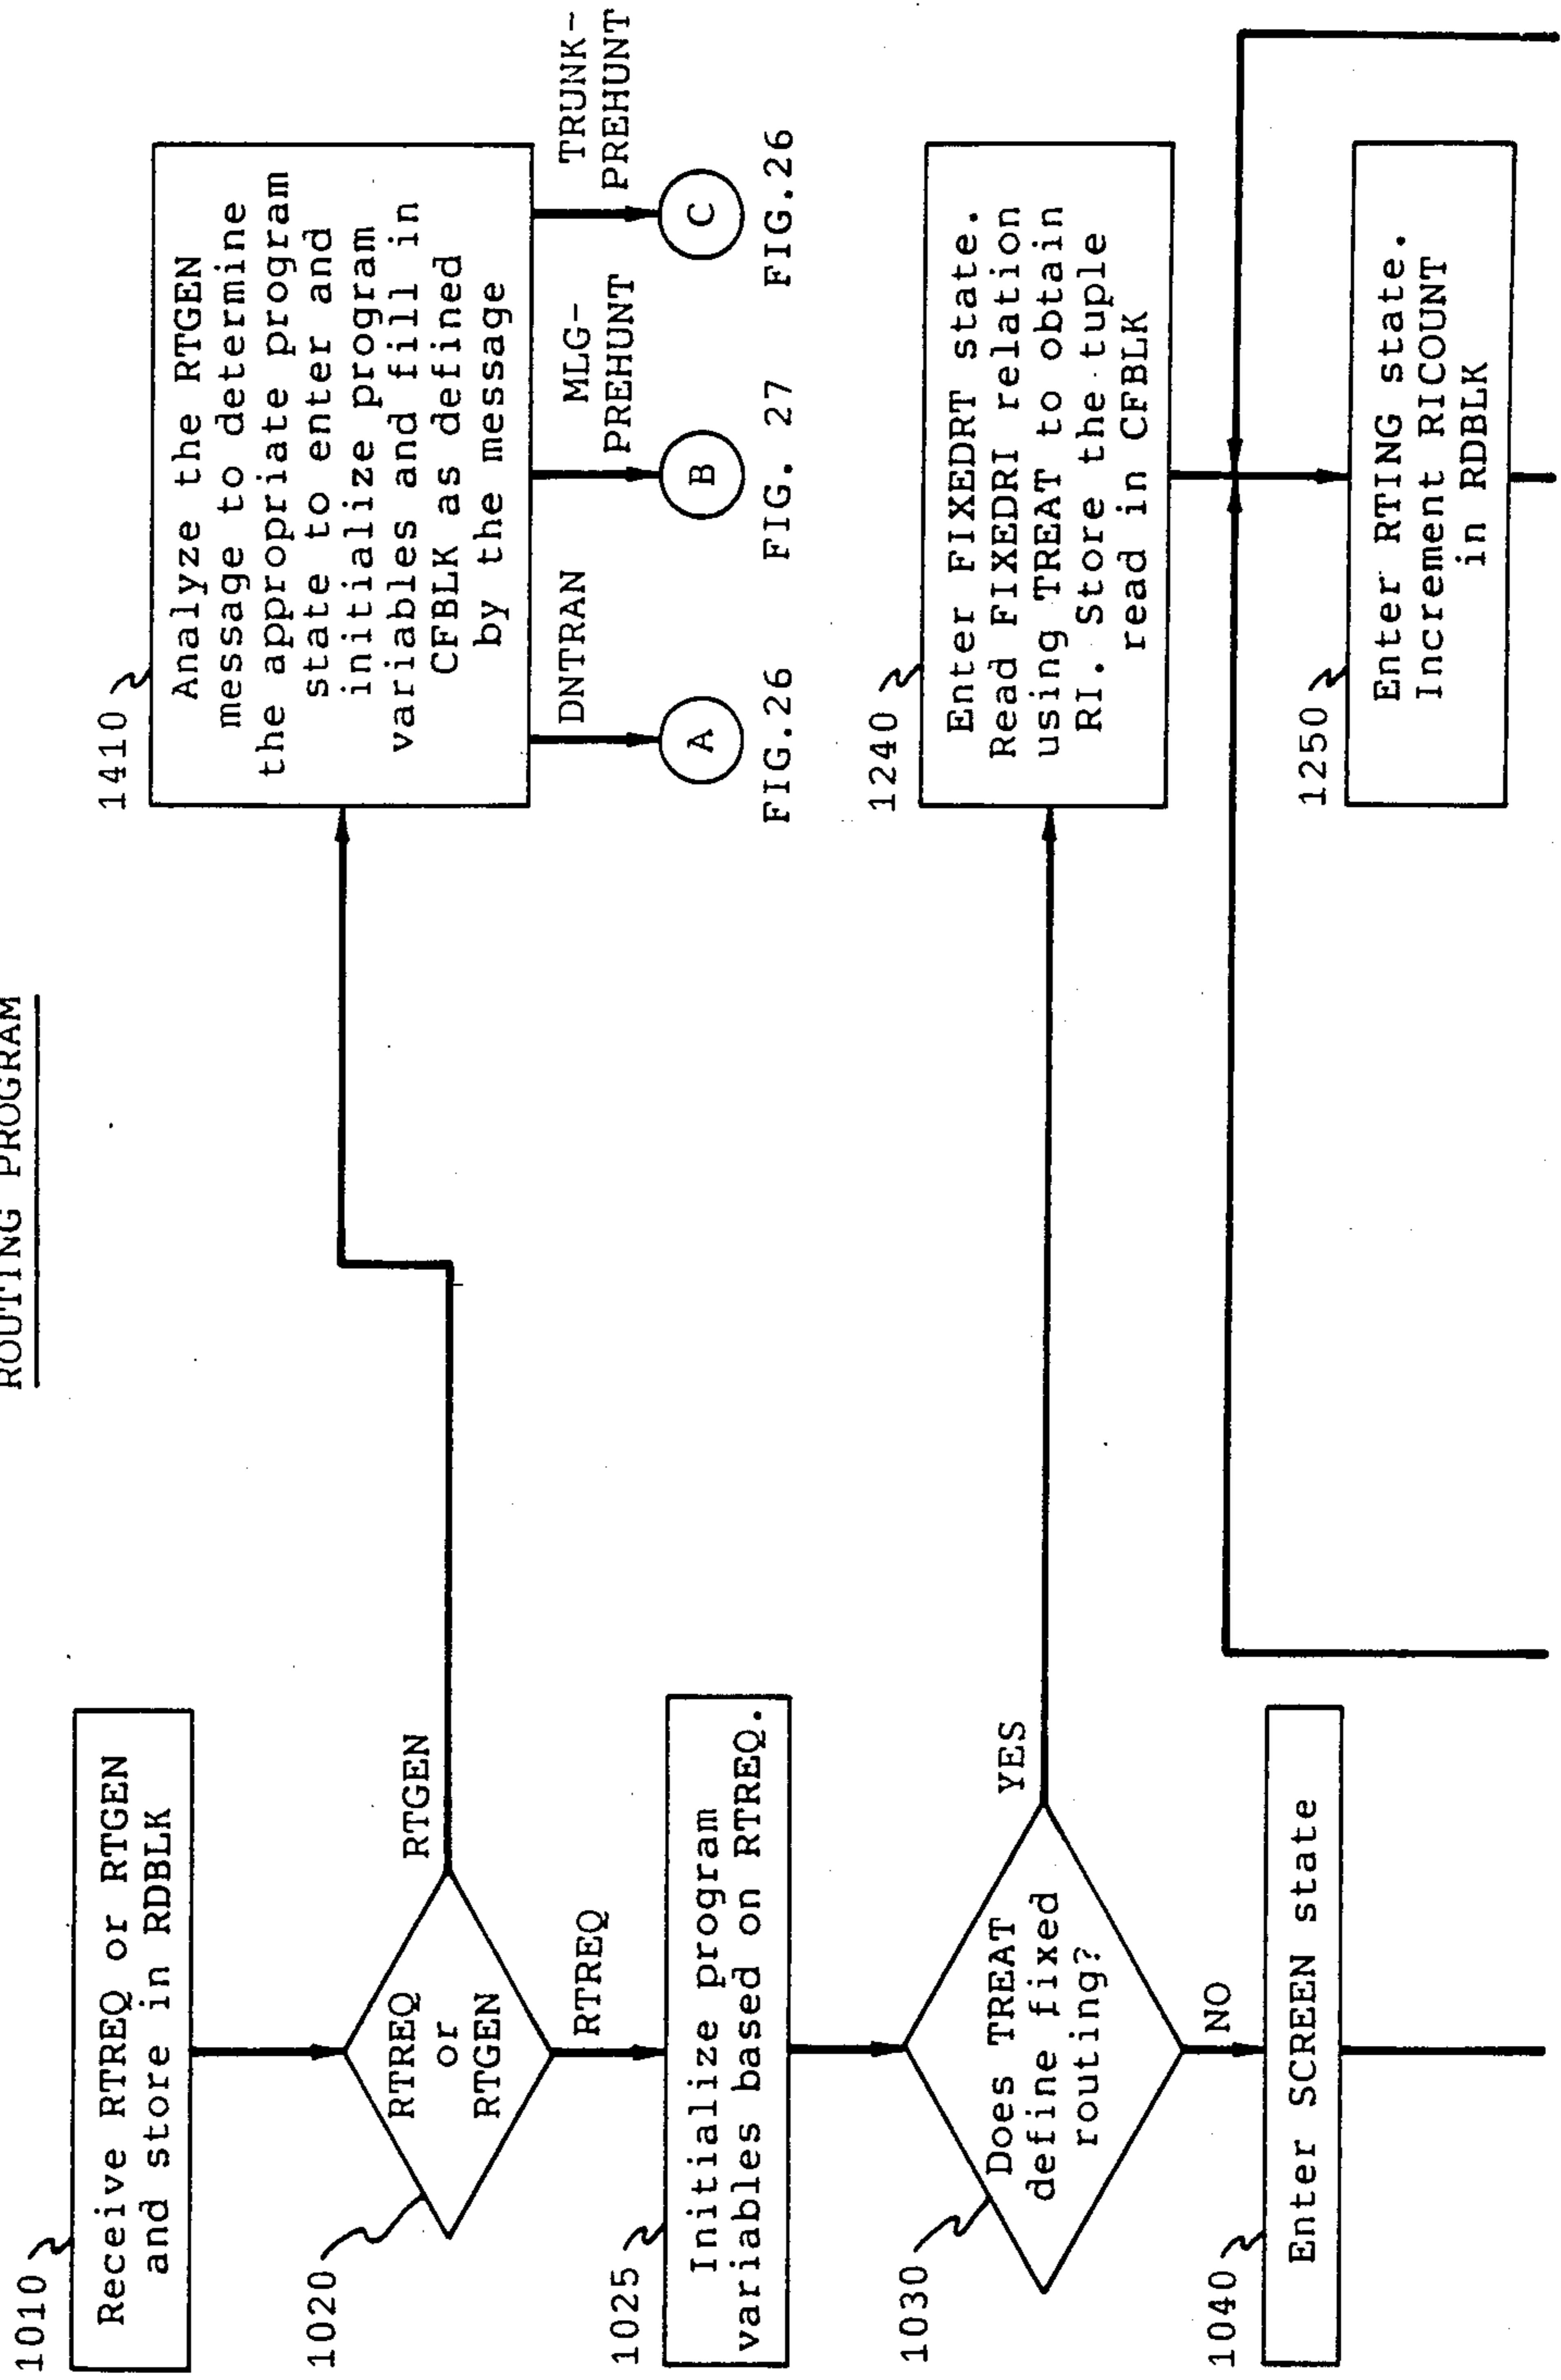 ROUTING PROGRAM
1010
Receive RTREQ or RTGEN
and store in RDBLK
1020
RTREQ
or
RTGEN
RTGEN
RTREQ
1025
Initialize program
variables based on RTREQ.
1030
Does TREAT
define fixed
routing?
YES
NO
1040
Enter SCREEN state
1410
Analyze the RTGEN
message to determine
the appropriate program
state to enter and
initialize program
variables and fill in
CFBLK as defined
by the message
DNTRAN
MLG-
PREHUNT
TRUNK-
PREHUNT
A
B
C
FIG.26
FIG. 27
FIG.26
1240
Enter FIXEDRT state.
Read FIXEDRI relation
using TREAT to obtain
RI. Store the tuple
read in CFBLK
1250
Enter RTING state.
Increment RICOUNT
in RDBLK